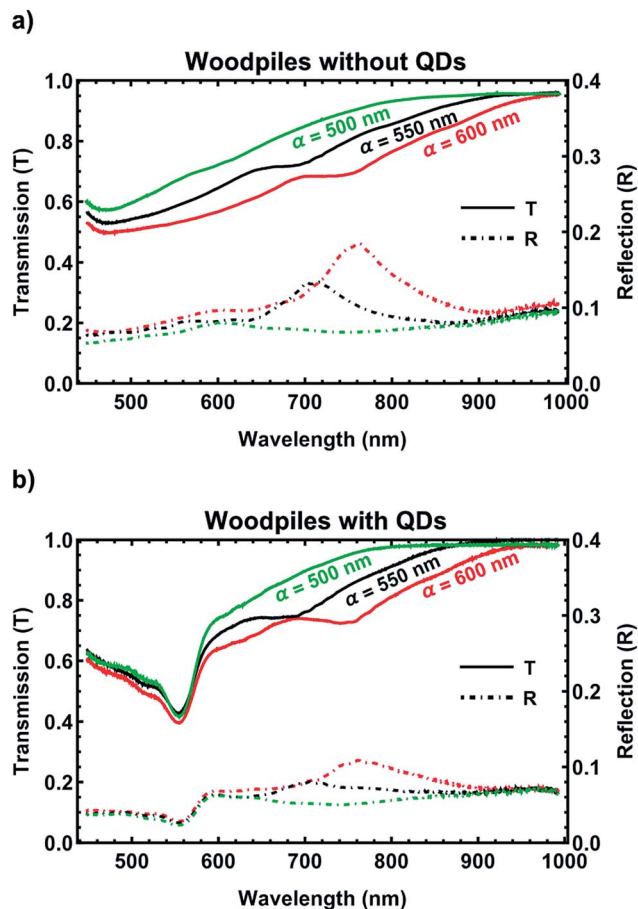 a)
Woodpiles without QDs
1.0
0.8
0.6
0.4
0.2
0.0
Transmission (T)
0.4
0.3
0.2
0.1
0.0
Reflection (R)
α = 500 nm
α = 550 nm
α = 600 nm
T
R
500 600 700 800 900 1000
Wavelength (nm)
b)
Woodpiles with QDs
1.0
0.8
0.6
0.4
0.2
0.0
Transmission (T)
0.4
0.3
0.2
0.1
0.0
Reflection (R)
α = 500 nm
α = 550 nm
α = 600 nm
T
R
500 600 700 800 900 1000
Wavelength (nm)